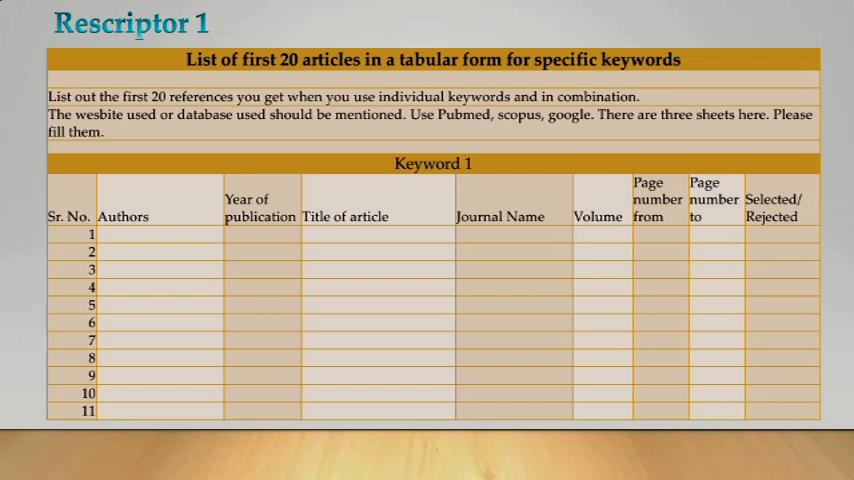 Rescriptor 1
List of first 20 articles in a tabular form for specific keywords
List out the first 20 references you get when you use individual keywords and in combination.
The wesbite used or database used should be mentioned. Use Pubmed, scopus, google. There are three sheets here. Please
fill them.
Keyword 1
Sr. No. Authors Year of publication Title of article Journal Name Volume Page number from Page number to Selected/ Rejected
1
2
3
4
5
6
7
8
9
10
11